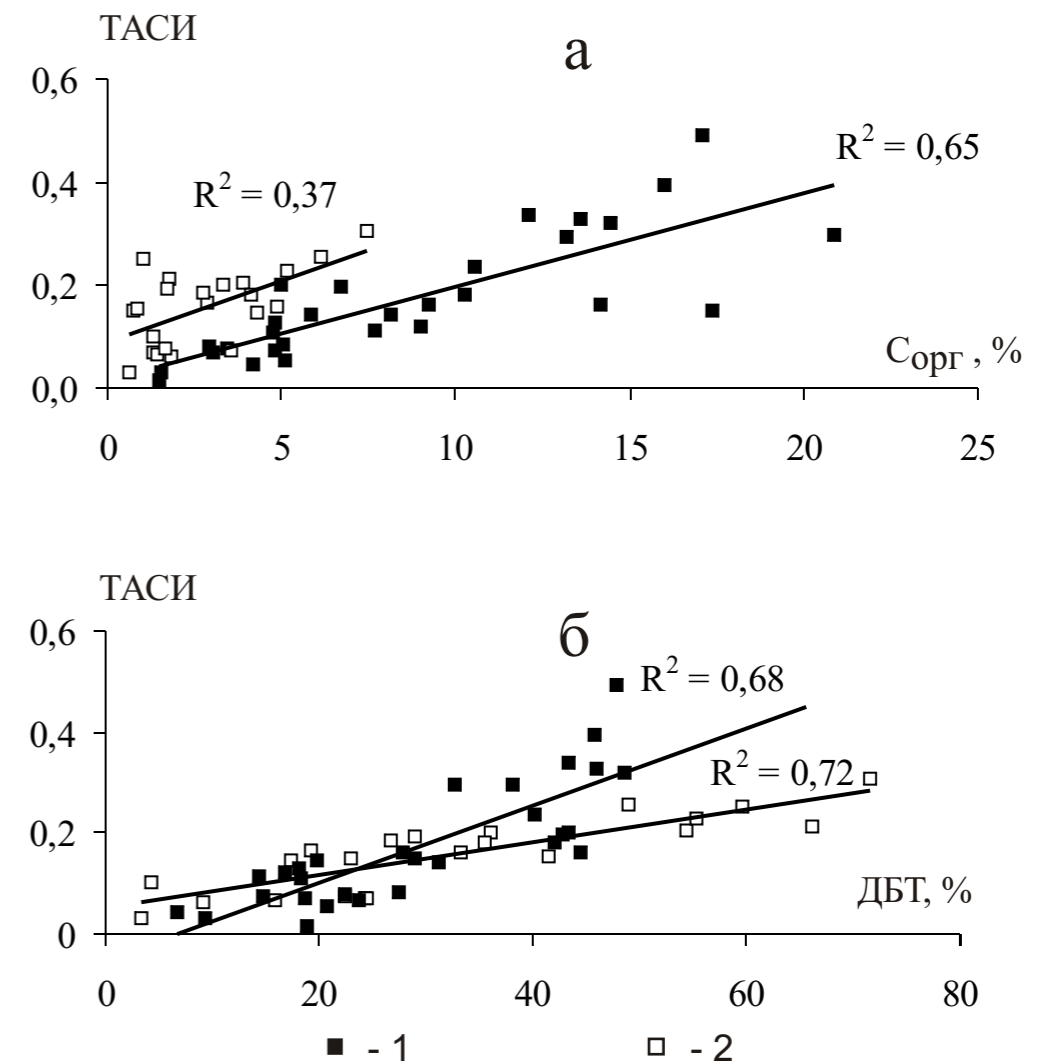 ТАСИ
а
0,6
R² = 0,65
0,4
R² = 0,37
0,2
Сорг , %
0,0
0 5 10 15 20 25
ТАСИ
б
0,6
R² = 0,68
0,4
R² = 0,72
0,2
ДБТ, %
0
0 20 40 60 80
- 1 - 2